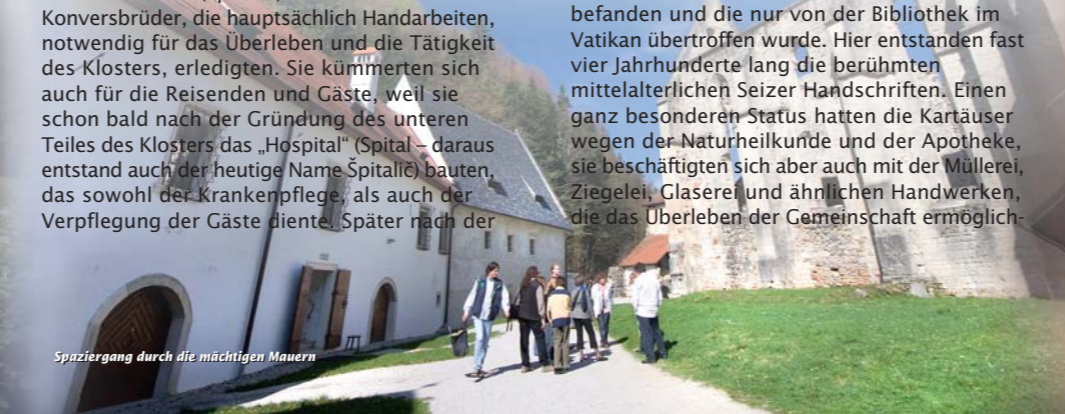 Konversbrüder, die hauptsächlich Handarbeiten,
notwendig für das Überleben und die Tätigkeit
des Klosters, erledigten. Sie kümmerten sich
auch für die Reisenden und Gäste, weil sie
schon bald nach der Gründung des unteren
Teiles des Klosters das „Hospital“ (Spital – daraus
entstand auch der heutige Name Špitalič) bauten,
das sowohl der Krankenpflege, als auch der
Verpflegung der Gäste diente. Später nach der
befanden und die nur von der Bibliothek im
Vatikan übertroffen wurde. Hier entstanden fast
vier Jahrhunderte lang die berühmten
mittelalterlichen Seizer Handschriften. Einen
ganz besonderen Status hatten die Kartäuser
wegen der Naturheilkunde und der Apotheke,
sie beschäftigten sich aber auch mit der Müllerei,
Ziegelei, Glaserei und ähnlichen Handwerken,
die das Überleben der Gemeinschaft ermöglich-
Spaziergang durch die mächtigen Mauern